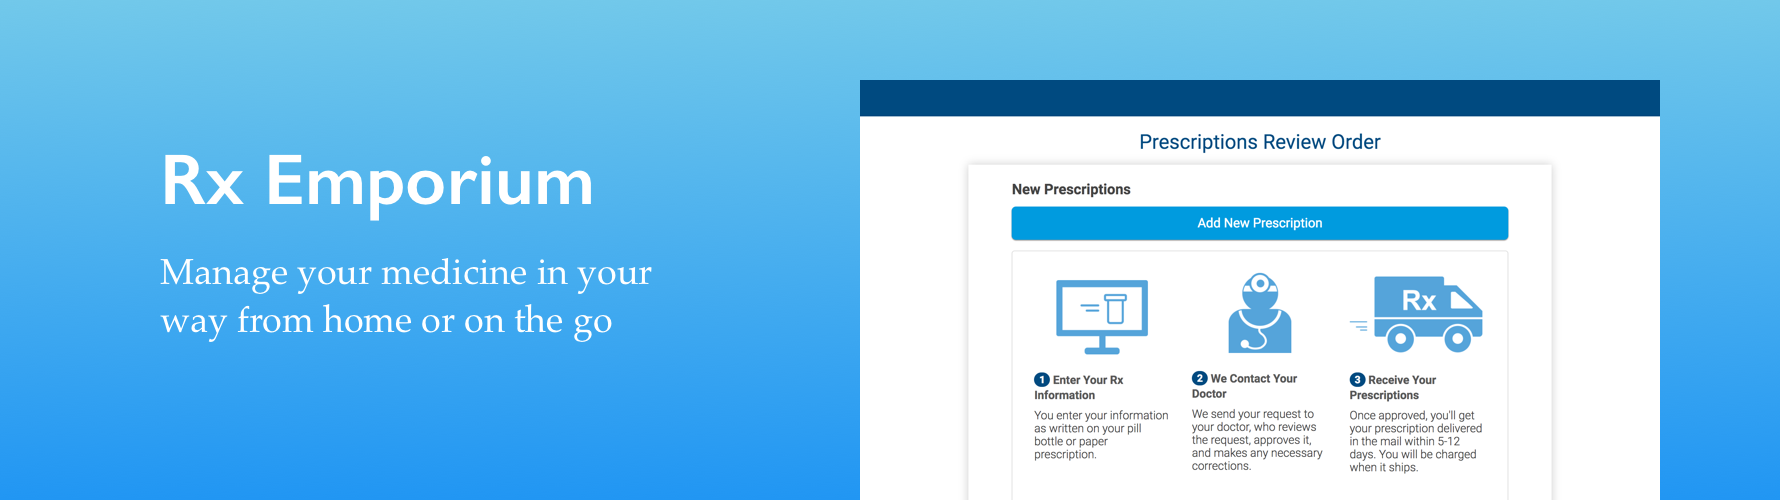 Rx Emporium
Manage your medicine in your
way from home or on the go
Prescriptions Review Order
New Prescriptions
Add New Prescription
Rx
1 Enter Your Rx
Information
You enter your information
as written on your pill
bottle or paper
prescription.
2 We Contact Your
Doctor
We send your request to
your doctor, who reviews
the request, approves it,
and makes any necessary
corrections.
3 Receive Your
Prescriptions
Once approved, you'll get
your prescription delivered
in the mail within 5-12
days. You will be charged
when it ships.